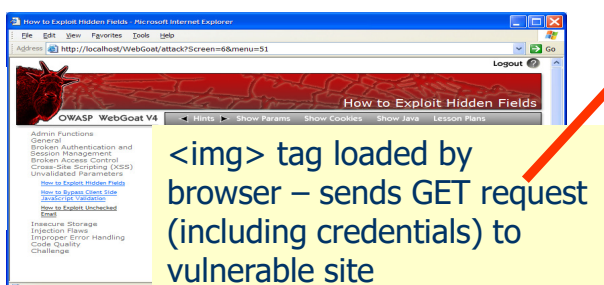 How to Exploit Hidden Fields - Microsoft Internet Explorer
File Edit View Favorites Tools Help
Address http://localhost/WebGoat/attack?Screen=6&menu=51 Go
Logout ?
How to Exploit Hidden Fields
OWASP WebGoat V4 Hints Show Params Show Cookies Show Java Lesson Plans
Admin Functions
General
Broken Authentication and
Session Management
Broken Access Control
Cross-Site Scripting (XSS)
Unvalidated Parameters
How to Exploit Hidden Fields
How to Bypass Client Side
JavaScript Validation
How to Exploit Unchecked
Email
Insecure Storage
Injection Flaws
Improper Error Handling
Code Quality
Challenge
<img> tag loaded by
browser – sends GET request
(including credentials) to
vulnerable site